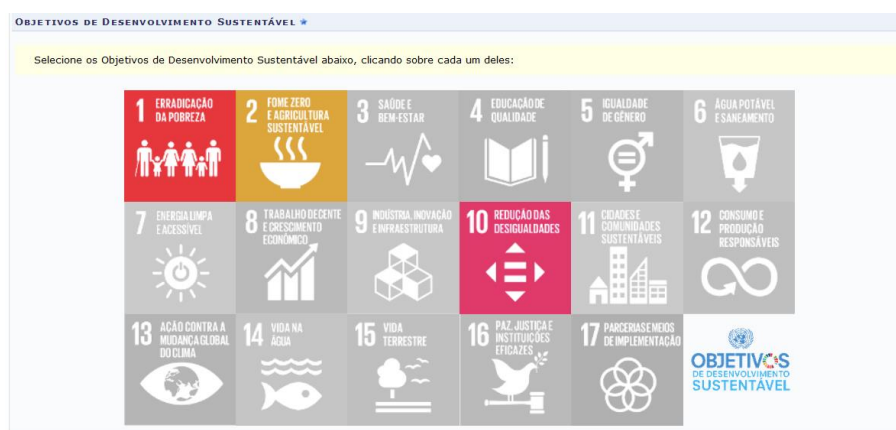 OBJETIVOS DE DESENVOLVIMENTO SUSTENTÁVEL
Selecione os Objetivos de Desenvolvimento Sustentável abaixo, clicando sobre cada um deles:
1 ERRADICAÇÃO
DA POBREZA
2 FOME ZERO
E AGRICULTURA
SUSTENTÁVEL
3 SAÚDE E
BEM-ESTAR
4 EDUCAÇÃO DE
QUALIDADE
5 IGUALDADE
DE GÊNERO
6 ÁGUA POTÁVEL
E SANEAMENTO
7 ENERGIA LIMPA
E ACESSÍVEL
8 TRABALHO DECENTE
E CRESCIMENTO
ECONÔMICO
9 INDÚSTRIA, INOVAÇÃO
E INFRAESTRUTURA
10 REDUÇÃO DAS
DESIGUALDADES
11 CIDADES E
COMUNIDADES
SUSTENTÁVEIS
12 CONSUMO E
PRODUÇÃO
RESPONSÁVEIS
13 AÇÃO CONTRA A
MUDANÇA GLOBAL
DO CLIMA
14 VIDA NA
ÁGUA
15 VIDA
TERRESTRE
16 PAZ, JUSTIÇA E
INSTITUIÇÕES
EFICAZES
17 PARCERIAS E MEIOS
DE IMPLEMENTAÇÃO
OBJETIVOS
DE DESENVOLVIMENTO
SUSTENTÁVEL